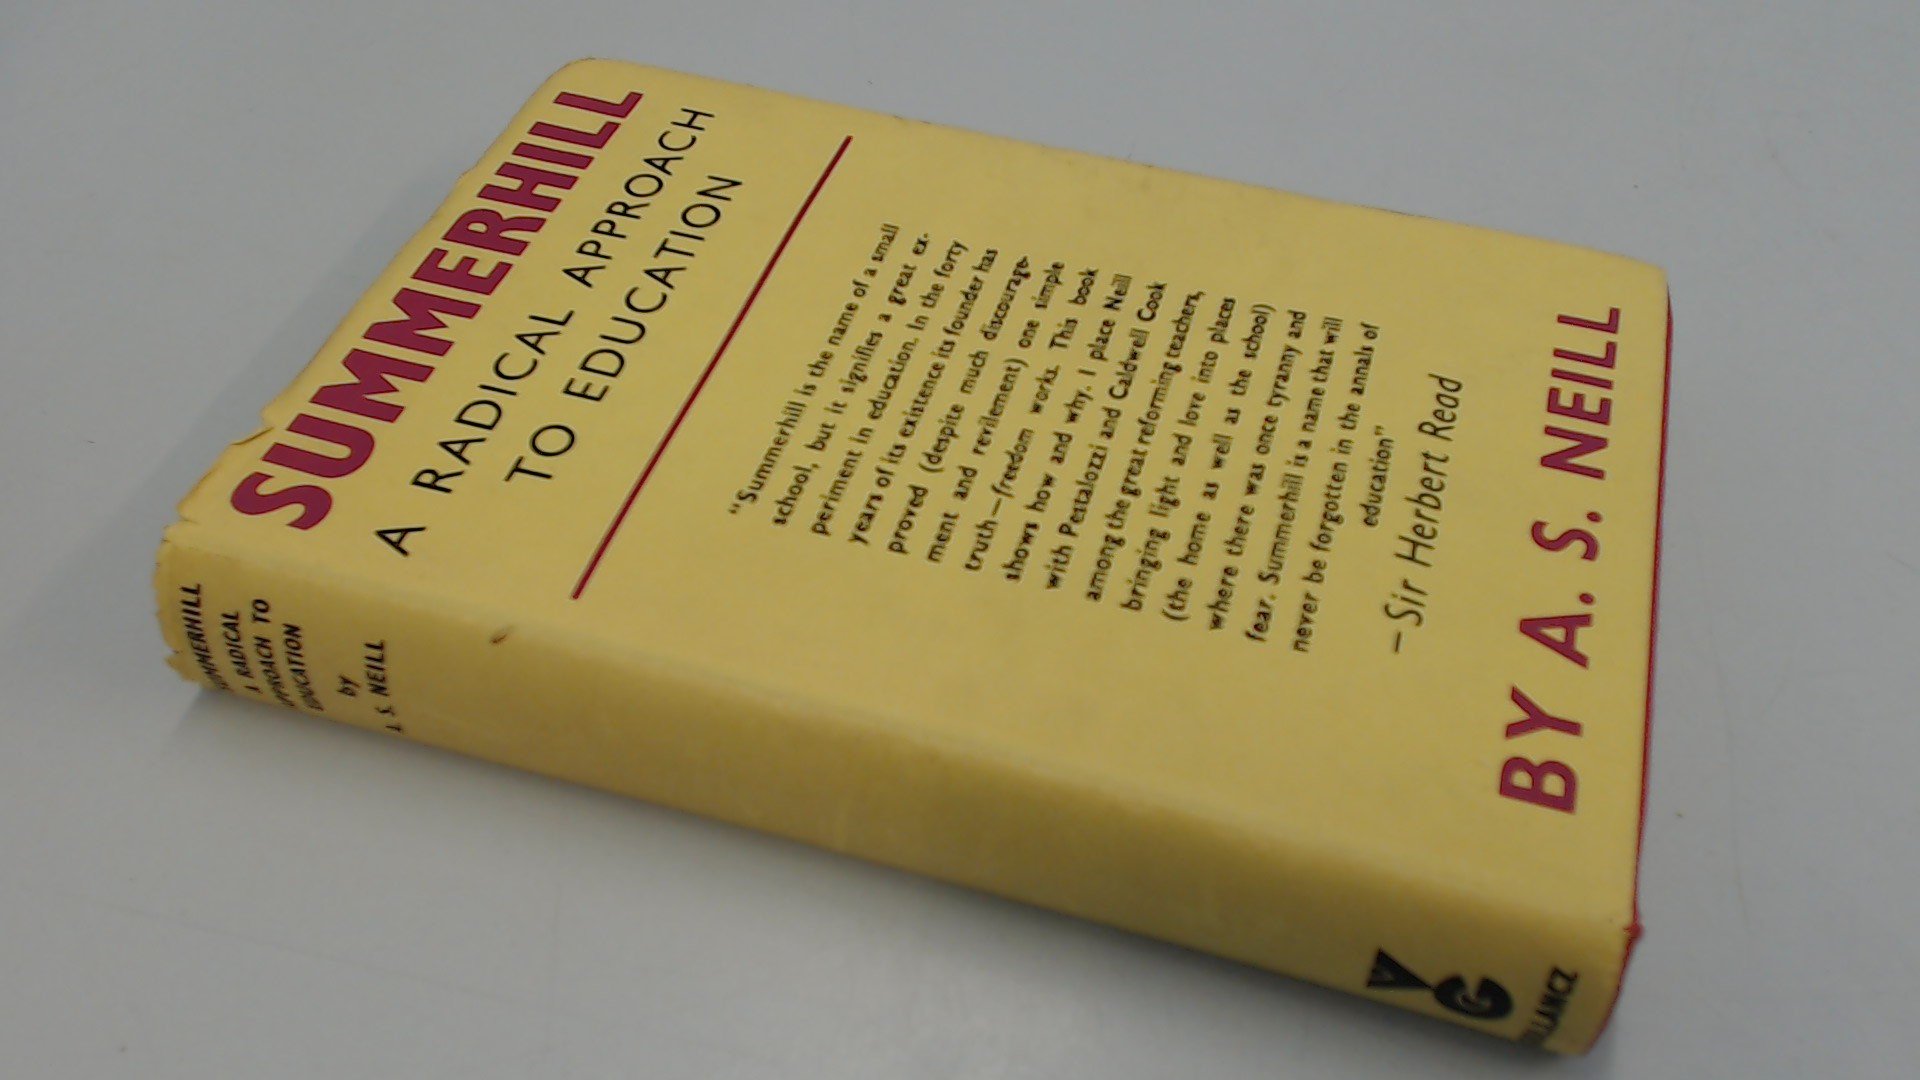 SUMMERHILL
A RADICAL APPROACH
TO EDUCATION
"Summerhill is the name of a small
school, but it signifies a great ex-
periment in education. In the forty
years of its existence its founder has
proved (despite much discourage-
ment and revilement) one simple
truth—freedom works. This book
shows how and why. I place Neill
with Pestalozzi and Caldwell Cook
among the great reforming teachers,
bringing light and love into places
(the home as well as the school)
where there was once tyranny and
fear. Summerhill is a name that will
never be forgotten in the annals of
education"
—Sir Herbert Read
BY A. S. NEILL
SUMMERHILL
A RADICAL
APPROACH TO
EDUCATION
by
A. S. NEILL
VG